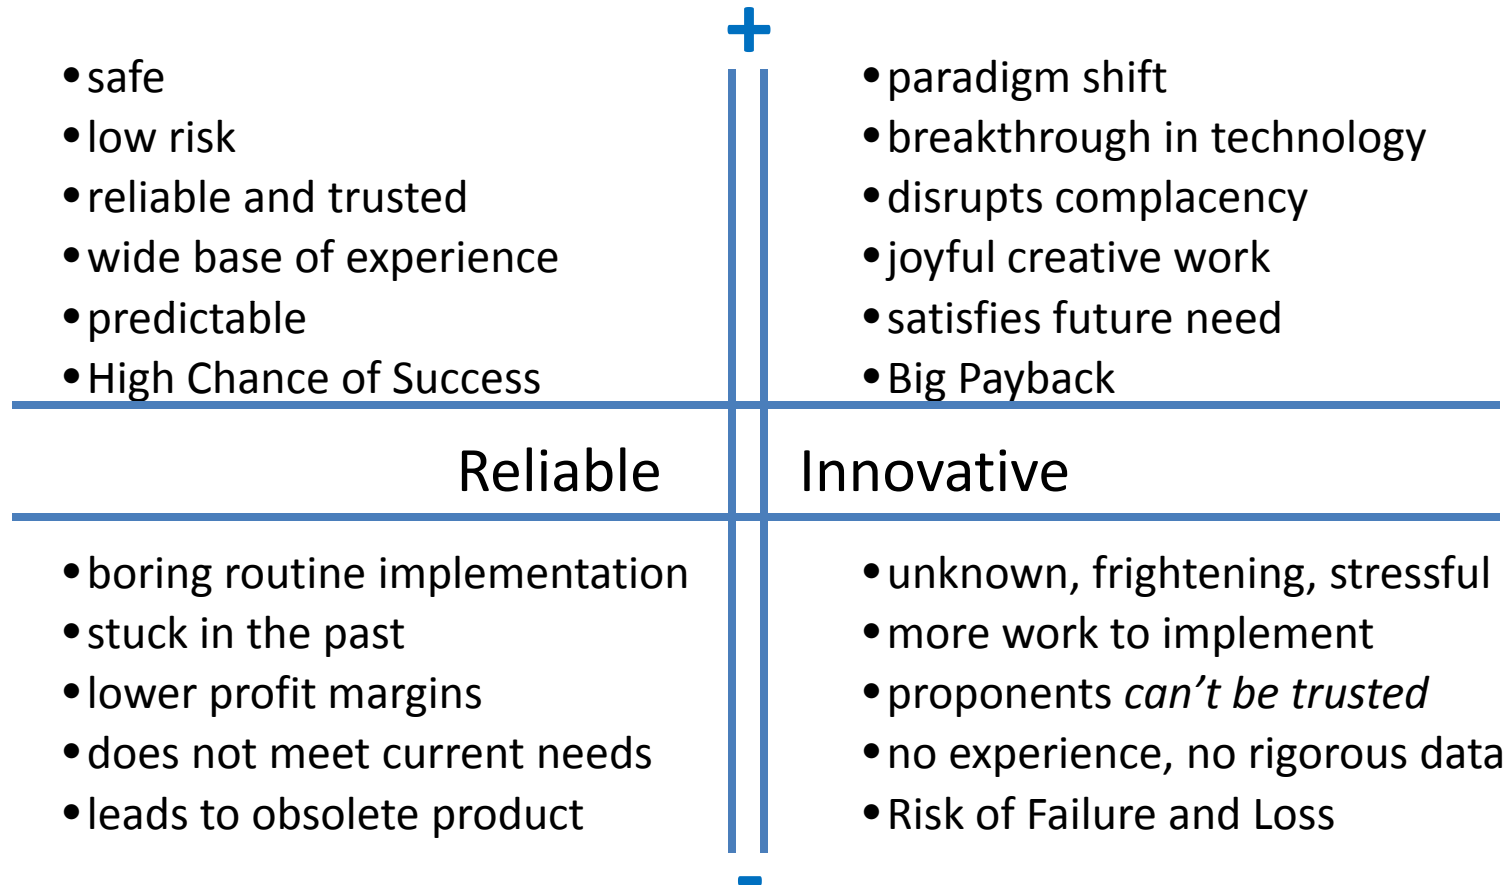 +
•safe
•low risk
•reliable and trusted
•wide base of experience
•predictable
•High Chance of Success
•paradigm shift
•breakthrough in technology
•disrupts complacency
•joyful creative work
•satisfies future need
•Big Payback
Reliable
Innovative
•boring routine implementation
•stuck in the past
•lower profit margins
•does not meet current needs
•leads to obsolete product
•unknown, frightening, stressful
•more work to implement
•proponents can’t be trusted
•no experience, no rigorous data
•Risk of Failure and Loss
-